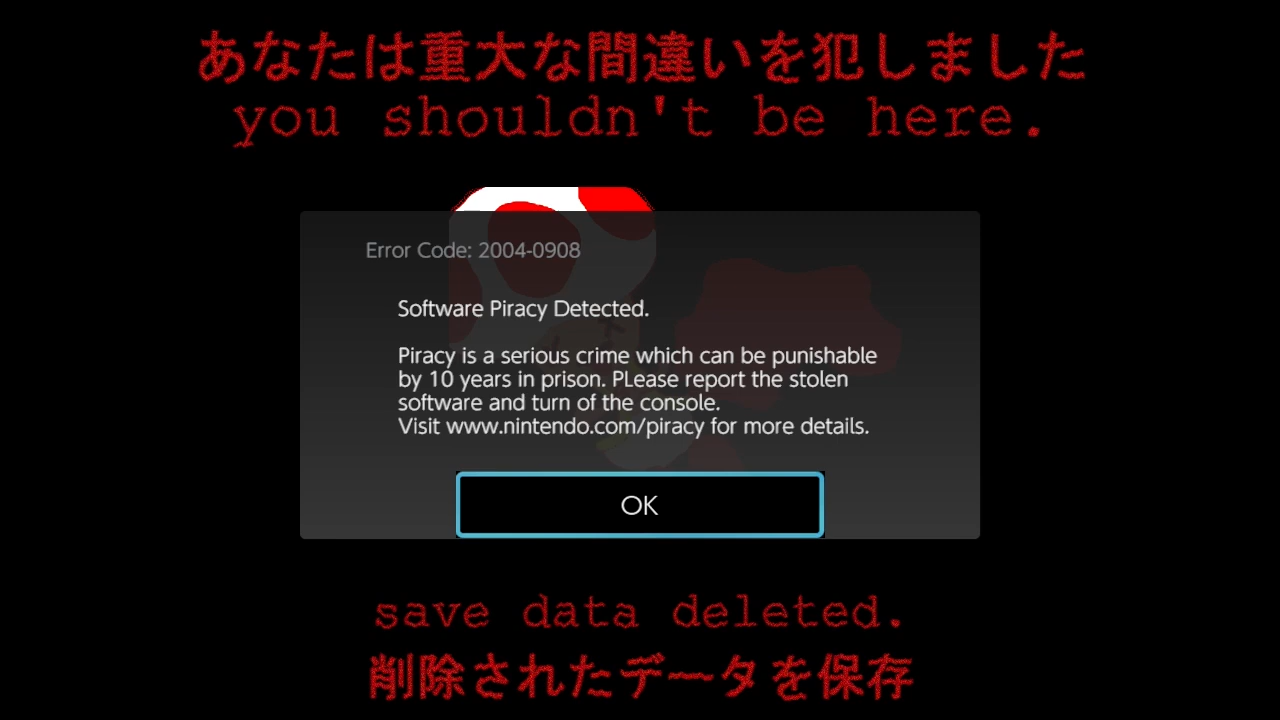 あなたは重大な間違いを犯しました
you shouldn't be here.
Error Code: 2004-0908
Software Piracy Detected.
Piracy is a serious crime which can be punishable
by 10 years in prison. PLease report the stolen
software and turn of the console.
Visit www.nintendo.com/piracy for more details.
OK
save data deleted.
削除されたデータを保存